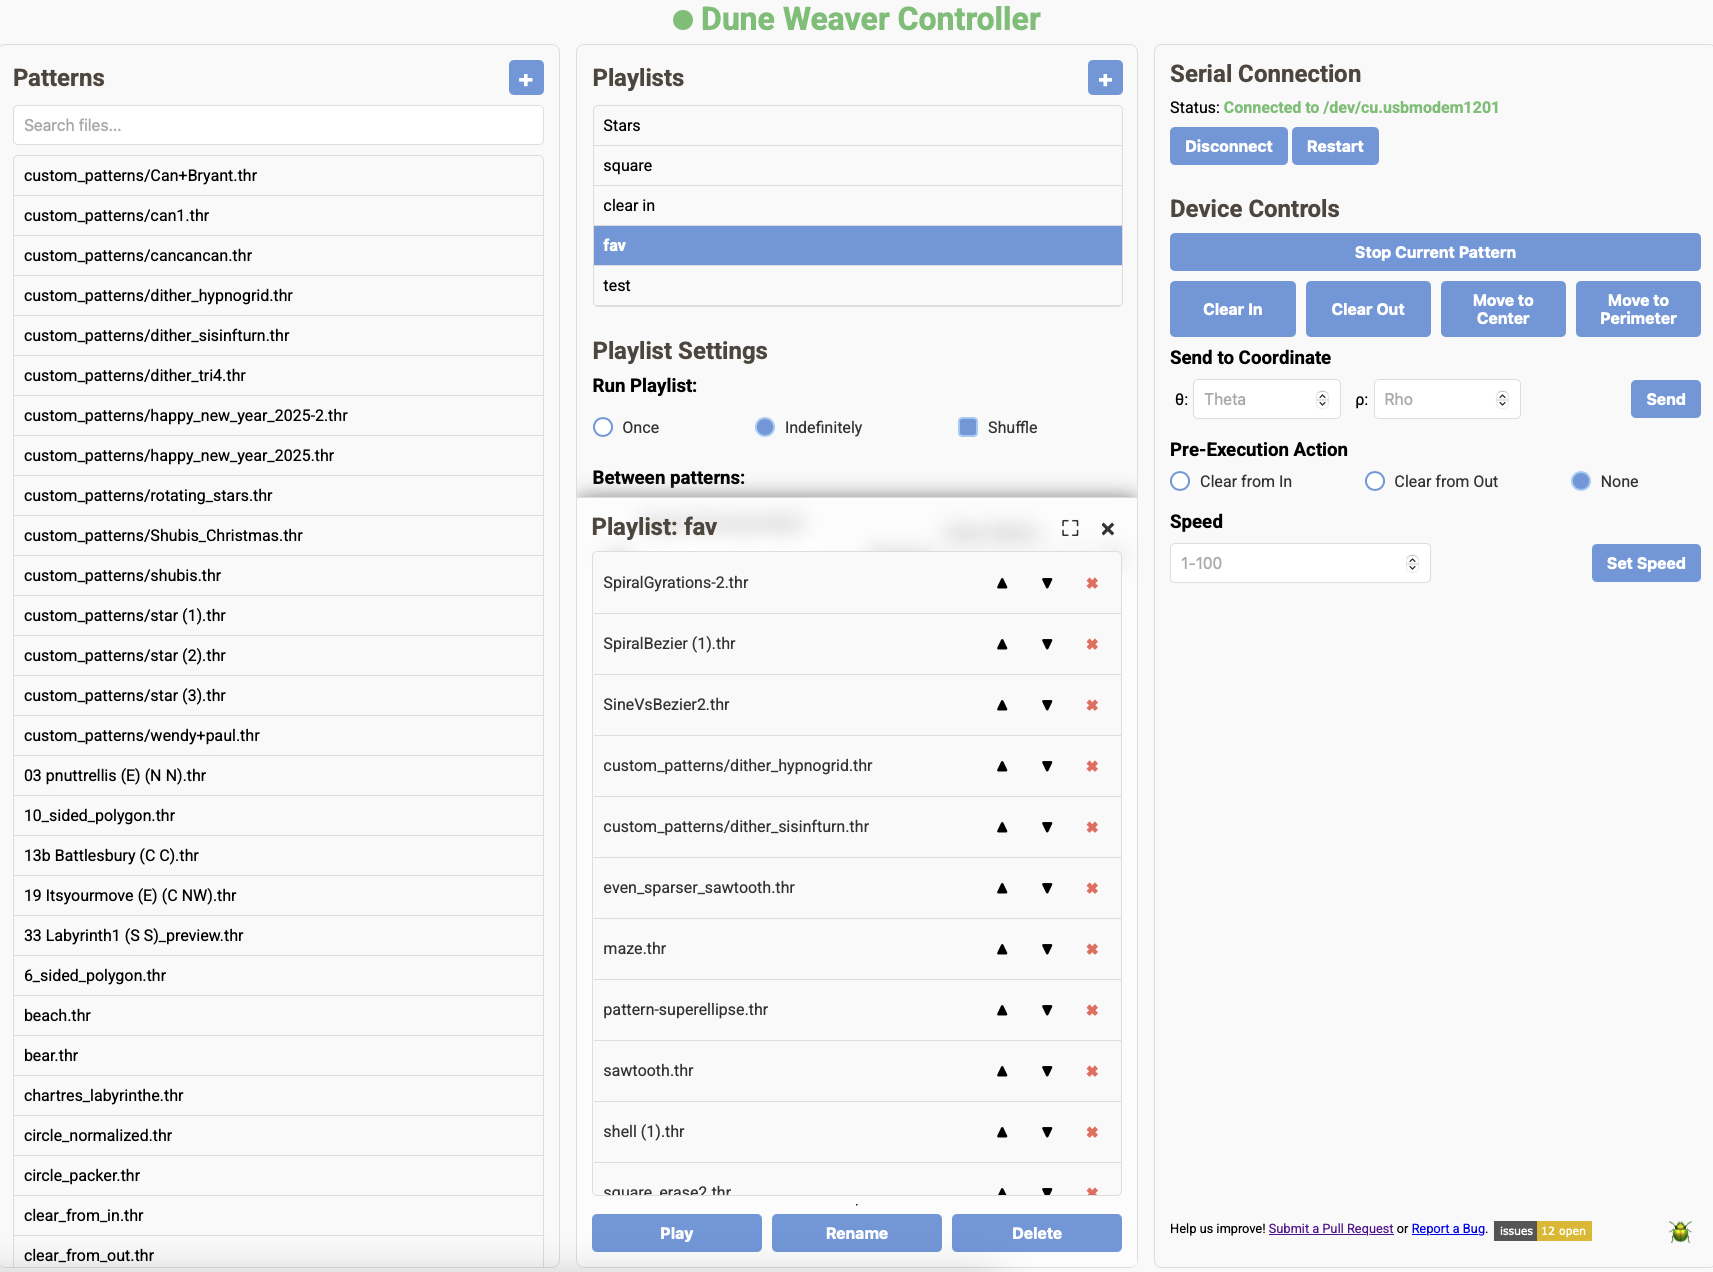 Dune Weaver Controller
Patterns
+
Search files...
custom_patterns/Can+Bryant.thr
custom_patterns/can1.thr
custom_patterns/cancancan.thr
custom_patterns/dither_hypnogrid.thr
custom_patterns/dither_sisinfturn.thr
custom_patterns/dither_tri4.thr
custom_patterns/happy_new_year_2025-2.thr
custom_patterns/happy_new_year_2025.thr
custom_patterns/rotating_stars.thr
custom_patterns/Shubis_Christmas.thr
custom_patterns/shubis.thr
custom_patterns/star (1).thr
custom_patterns/star (2).thr
custom_patterns/star (3).thr
custom_patterns/wendy+paul.thr
03 pnuttrellis (E) (N N).thr
10_sided_polygon.thr
13b Battlesbury (C C).thr
19 Itsyourmove (E) (C NW).thr
33 Labyrinth1 (S S)_preview.thr
6_sided_polygon.thr
beach.thr
bear.thr
chartres_labyrinthe.thr
circle_normalized.thr
circle_packer.thr
clear_from_in.thr
clear_from_out.thr
Playlists
+
Stars
square
clear in
fav
test
Playlist Settings
Run Playlist:
Once Indefinitely Shuffle
Between patterns:
Playlist: fav
SpiralGyrations-2.thr ▲ ▼ ✖
SpiralBezier (1).thr ▲ ▼ ✖
SineVsBezier2.thr ▲ ▼ ✖
custom_patterns/dither_hypnogrid.thr ▲ ▼ ✖
custom_patterns/dither_sisinfturn.thr ▲ ▼ ✖
even_sparser_sawtooth.thr ▲ ▼ ✖
maze.thr ▲ ▼ ✖
pattern-superellipse.thr ▲ ▼ ✖
sawtooth.thr ▲ ▼ ✖
shell (1).thr ▲ ▼ ✖
square_erase2.thr ▲ ▼ ✖
Play Rename Delete
Serial Connection
Status: Connected to /dev/cu.usbmodem1201
Disconnect Restart
Device Controls
Stop Current Pattern
Clear In Clear Out Move to Center Move to Perimeter
Send to Coordinate
θ: Theta ρ: Rho Send
Pre-Execution Action
Clear from In Clear from Out None
Speed
1-100 Set Speed
Help us improve! Submit a Pull Request or Report a Bug. issues 12 open